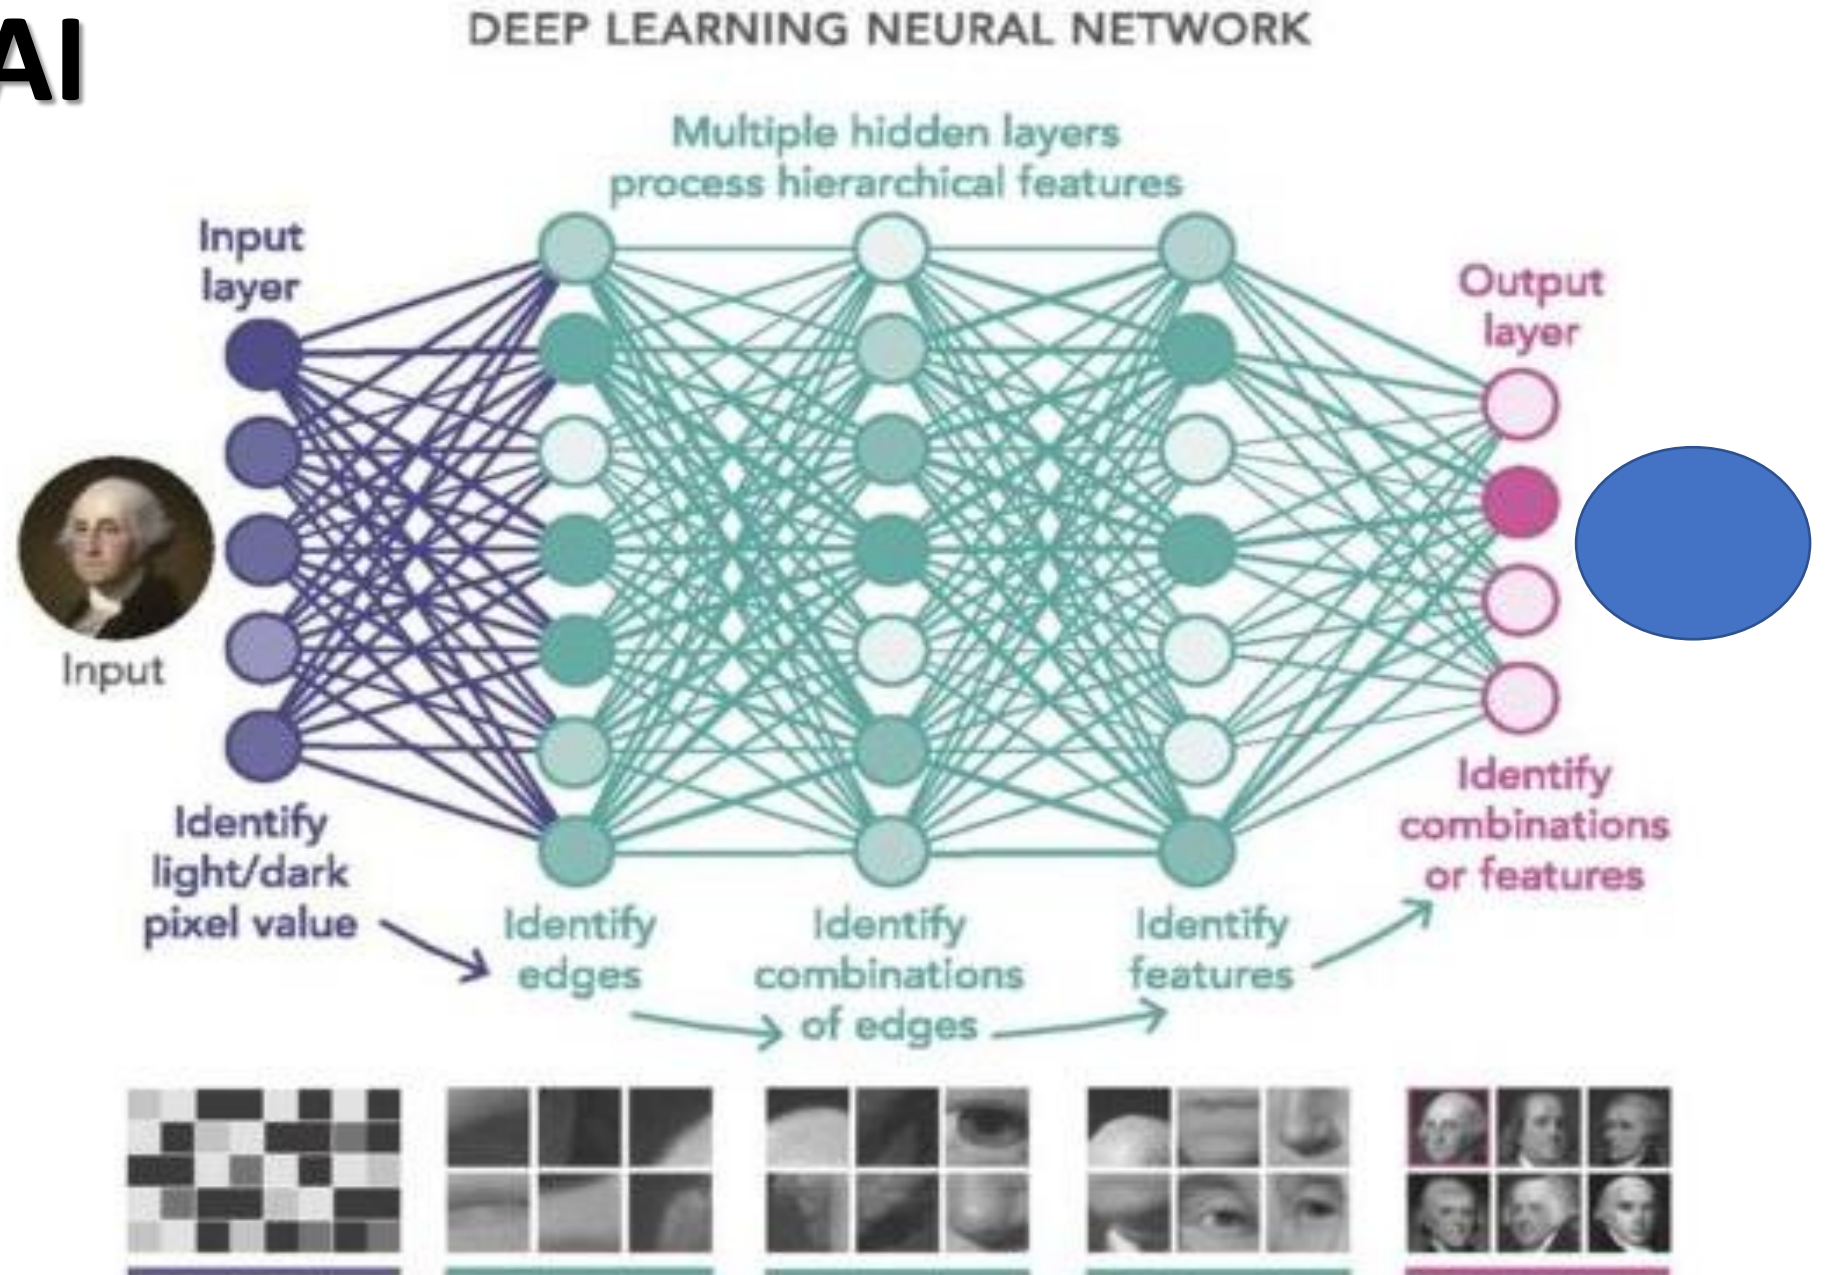 AI
DEEP LEARNING NEURAL NETWORK
Multiple hidden layers
process hierarchical features
Input
layer
Output
layer
Input
Identify
light/dark
pixel value
Identify
edges
Identify
combinations
of edges
Identify
features
Identify
combinations
or features